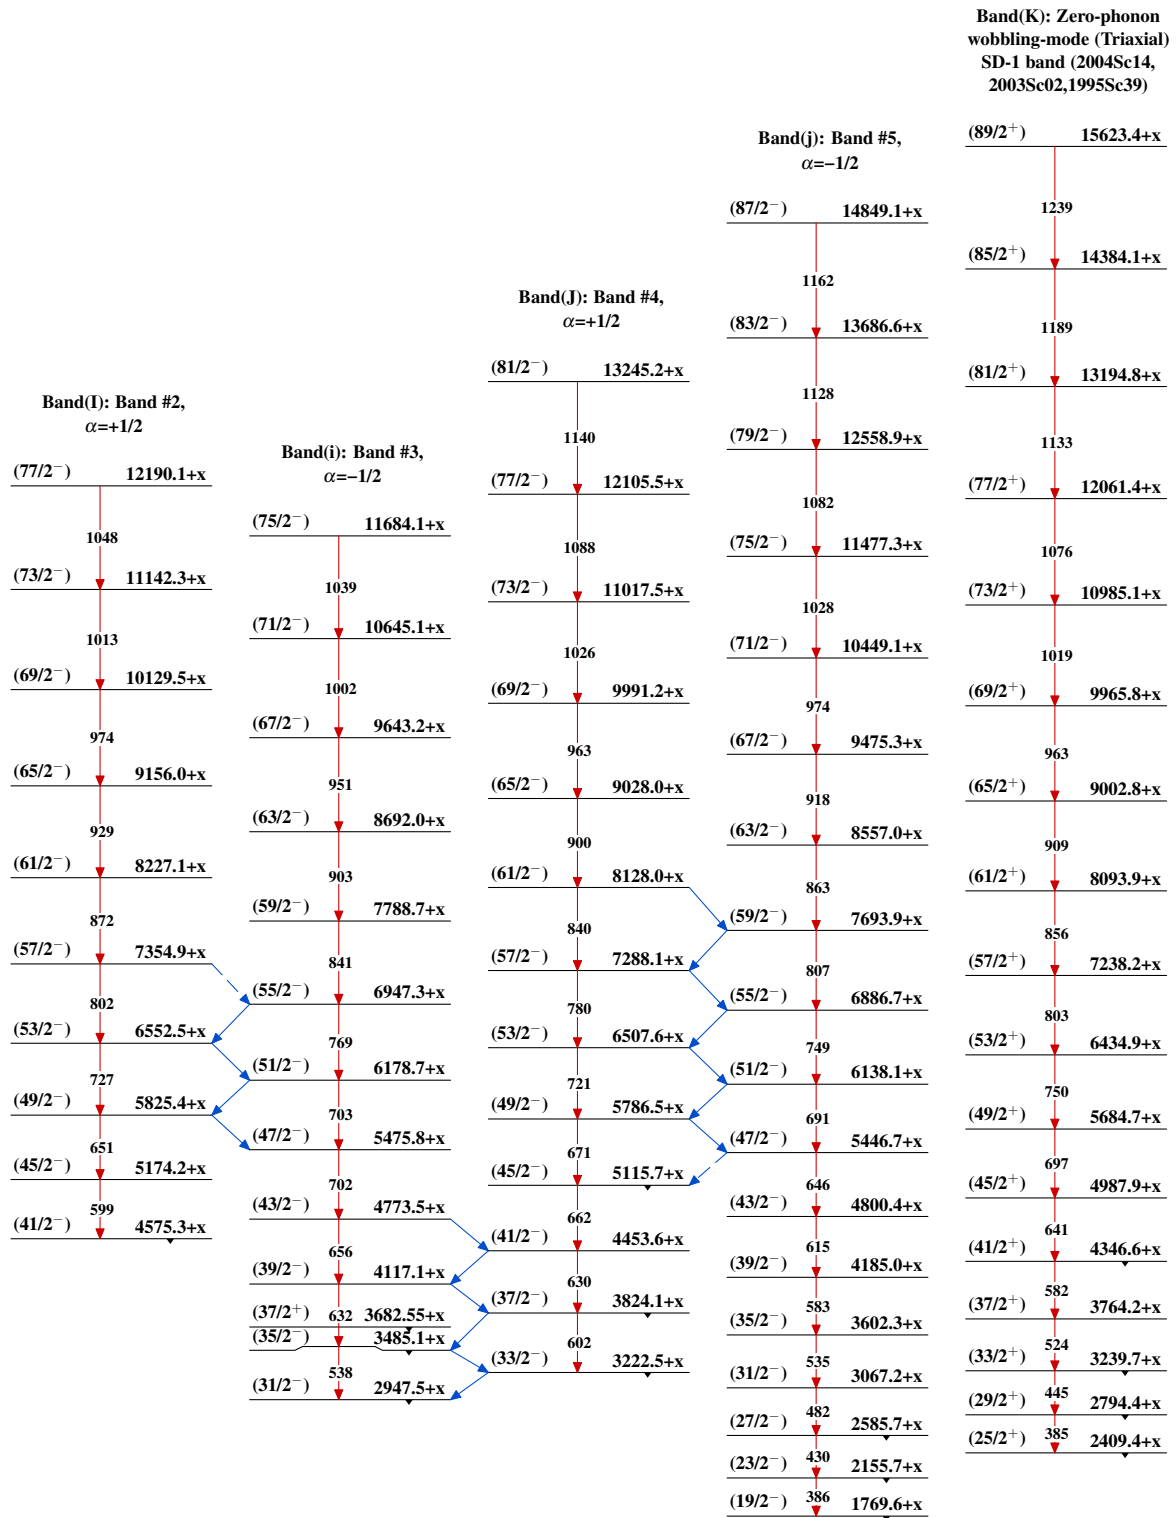 Band(I): Band #2,
α=+1/2
(77/2−) 12190.1+x
1048
(73/2−) 11142.3+x
1013
(69/2−) 10129.5+x
974
(65/2−) 9156.0+x
929
(61/2−) 8227.1+x
872
(57/2−) 7354.9+x
802
(53/2−) 6552.5+x
727
(49/2−) 5825.4+x
651
(45/2−) 5174.2+x
599
(41/2−) 4575.3+x
Band(i): Band #3,
α=−1/2
(75/2−) 11684.1+x
1039
(71/2−) 10645.1+x
1002
(67/2−) 9643.2+x
951
(63/2−) 8692.0+x
903
(59/2−) 7788.7+x
841
(55/2−) 6947.3+x
769
(51/2−) 6178.7+x
703
(47/2−) 5475.8+x
702
(43/2−) 4773.5+x
656
(39/2−) 4117.1+x
(37/2+) 632 3682.55+x
(35/2−) 3485.1+x
538
(31/2−) 2947.5+x
Band(J): Band #4,
α=+1/2
(81/2−) 13245.2+x
1140
(77/2−) 12105.5+x
1088
(73/2−) 11017.5+x
1026
(69/2−) 9991.2+x
963
(65/2−) 9028.0+x
900
(61/2−) 8128.0+x
840
(57/2−) 7288.1+x
780
(53/2−) 6507.6+x
721
(49/2−) 5786.5+x
671
(45/2−) 5115.7+x
662
(41/2−) 4453.6+x
630
(37/2−) 3824.1+x
602
(33/2−) 3222.5+x
Band(j): Band #5,
α=−1/2
(87/2−) 14849.1+x
1162
(83/2−) 13686.6+x
1128
(79/2−) 12558.9+x
1082
(75/2−) 11477.3+x
1028
(71/2−) 10449.1+x
974
(67/2−) 9475.3+x
918
(63/2−) 8557.0+x
863
(59/2−) 7693.9+x
807
(55/2−) 6886.7+x
749
(51/2−) 6138.1+x
691
(47/2−) 5446.7+x
646
(43/2−) 4800.4+x
615
(39/2−) 4185.0+x
583
(35/2−) 3602.3+x
535
(31/2−) 3067.2+x
482
(27/2−) 2585.7+x
430
(23/2−) 2155.7+x
386
(19/2−) 1769.6+x
Band(K): Zero-phonon
wobbling-mode (Triaxial)
SD-1 band (2004Sc14,
2003Sc02,1995Sc39)
(89/2+) 15623.4+x
1239
(85/2+) 14384.1+x
1189
(81/2+) 13194.8+x
1133
(77/2+) 12061.4+x
1076
(73/2+) 10985.1+x
1019
(69/2+) 9965.8+x
963
(65/2+) 9002.8+x
909
(61/2+) 8093.9+x
856
(57/2+) 7238.2+x
803
(53/2+) 6434.9+x
750
(49/2+) 5684.7+x
697
(45/2+) 4987.9+x
641
(41/2+) 4346.6+x
582
(37/2+) 3764.2+x
524
(33/2+) 3239.7+x
445
(29/2+) 2794.4+x
385
(25/2+) 2409.4+x